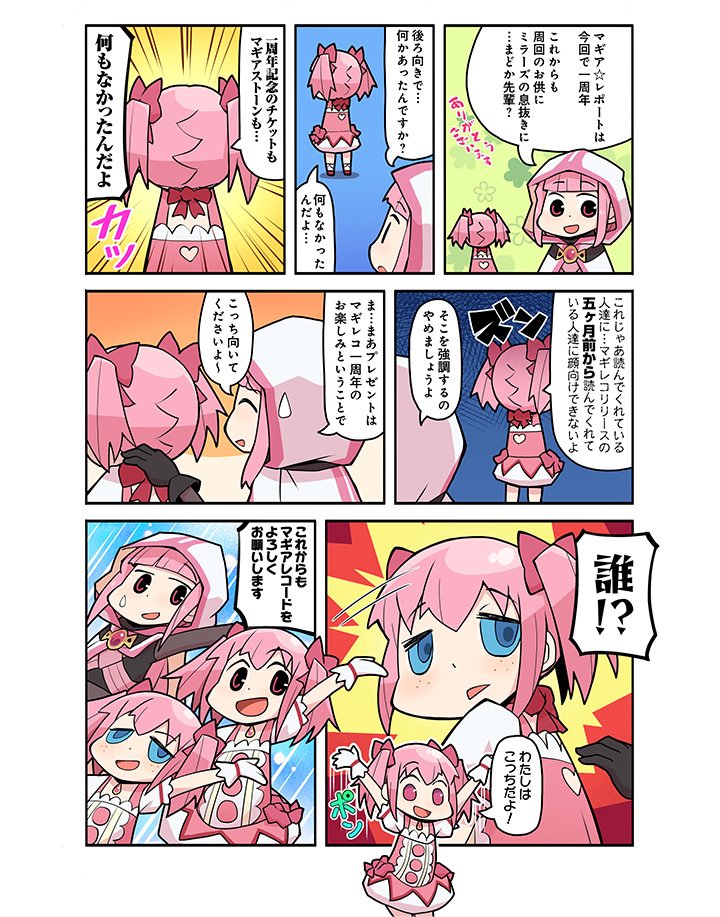 マギア☆レポートは
今回で一周年
これからも
周回のお供に
ミラーズの息抜きに
…まどか先輩？
ありがとう
ございます
後ろ向きで…
何かあったんですか？
何もなかった
んだよ…
一周年記念のチケットも
マギアストーンも…
何もなかったんだよ
カッ
これじゃあ読んでくれている
人達に…マギレコリリースの
五ヶ月前から読んでくれて
いる人達に顔向けできないよ
ズン
そこを強調するの
やめましょうよ
ま…まあプレゼントは
マギレコ一周年の
お楽しみということで
こっち向いて
くださいよ～
誰!?
わたしは
こっちだよ！
ポン
これからも
マギアレコードを
よろしく
お願いします